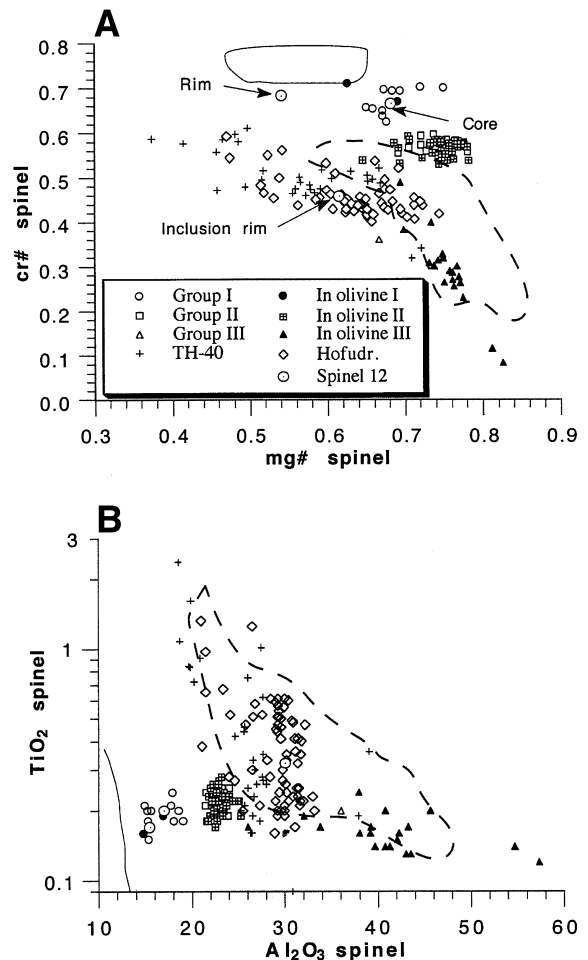 A
0.8
0.7
0.6
0.5
0.4
0.3
0.2
0.1
0.0
cr# spinel
Rim
Core
Inclusion rim
Group I
Group II
Group III
TH-40
In olivine I
In olivine II
In olivine III
Hofudr.
Spinel 12
0.3 0.4 0.5 0.6 0.7 0.8 0.9
mg# spinel
B
3
1
0.1
TiO2 spinel
10 20 30 40 50 60
Al2O3 spinel